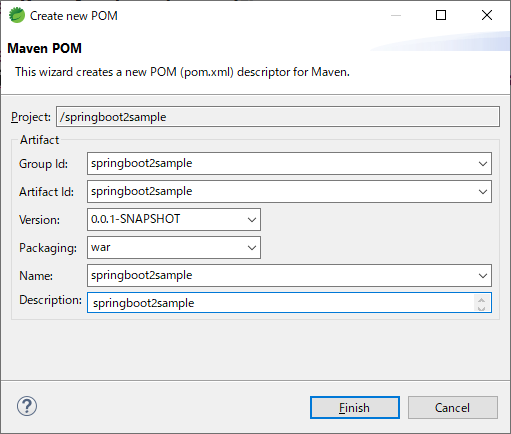 Create new POM
Maven POM
This wizard creates a new POM (pom.xml) descriptor for Maven.
Project: /springboot2sample
Artifact
Group Id: springboot2sample
Artifact Id: springboot2sample
Version: 0.0.1-SNAPSHOT
Packaging: war
Name: springboot2sample
Description: springboot2sample
Finish Cancel